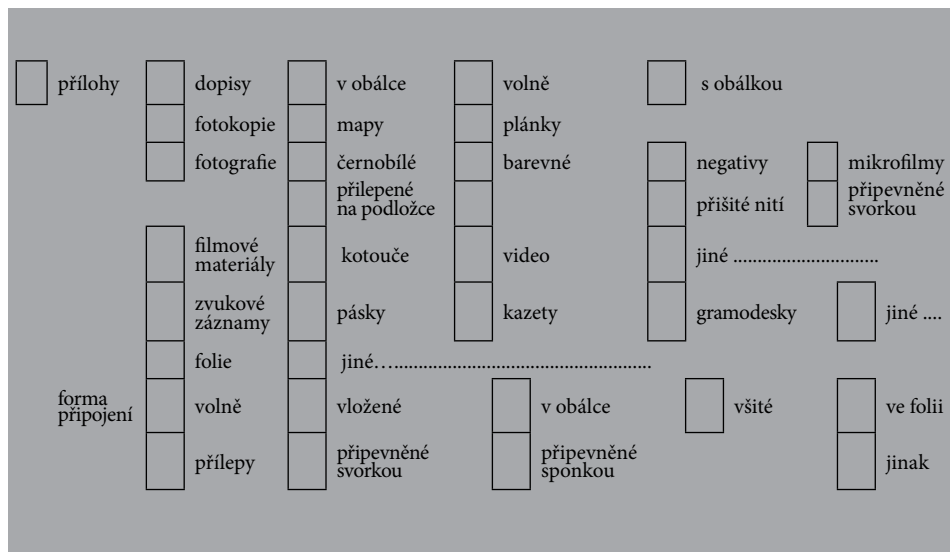 přílohy dopisy v obálce volně s obálkou
fotokopie mapy plánky
fotografie černobílé barevné negativy mikrofilmy
přilepené
na podložce přišité nití připevněné
svorkou
filmové
materiály kotouče video jiné .............................
zvukové
záznamy pásky kazety gramodesky jiné ....
folie jiné…....................................................
forma
připojení volně vložené v obálce všité ve folii
přílepy připevněné
svorkou připevněné
sponkou jinak